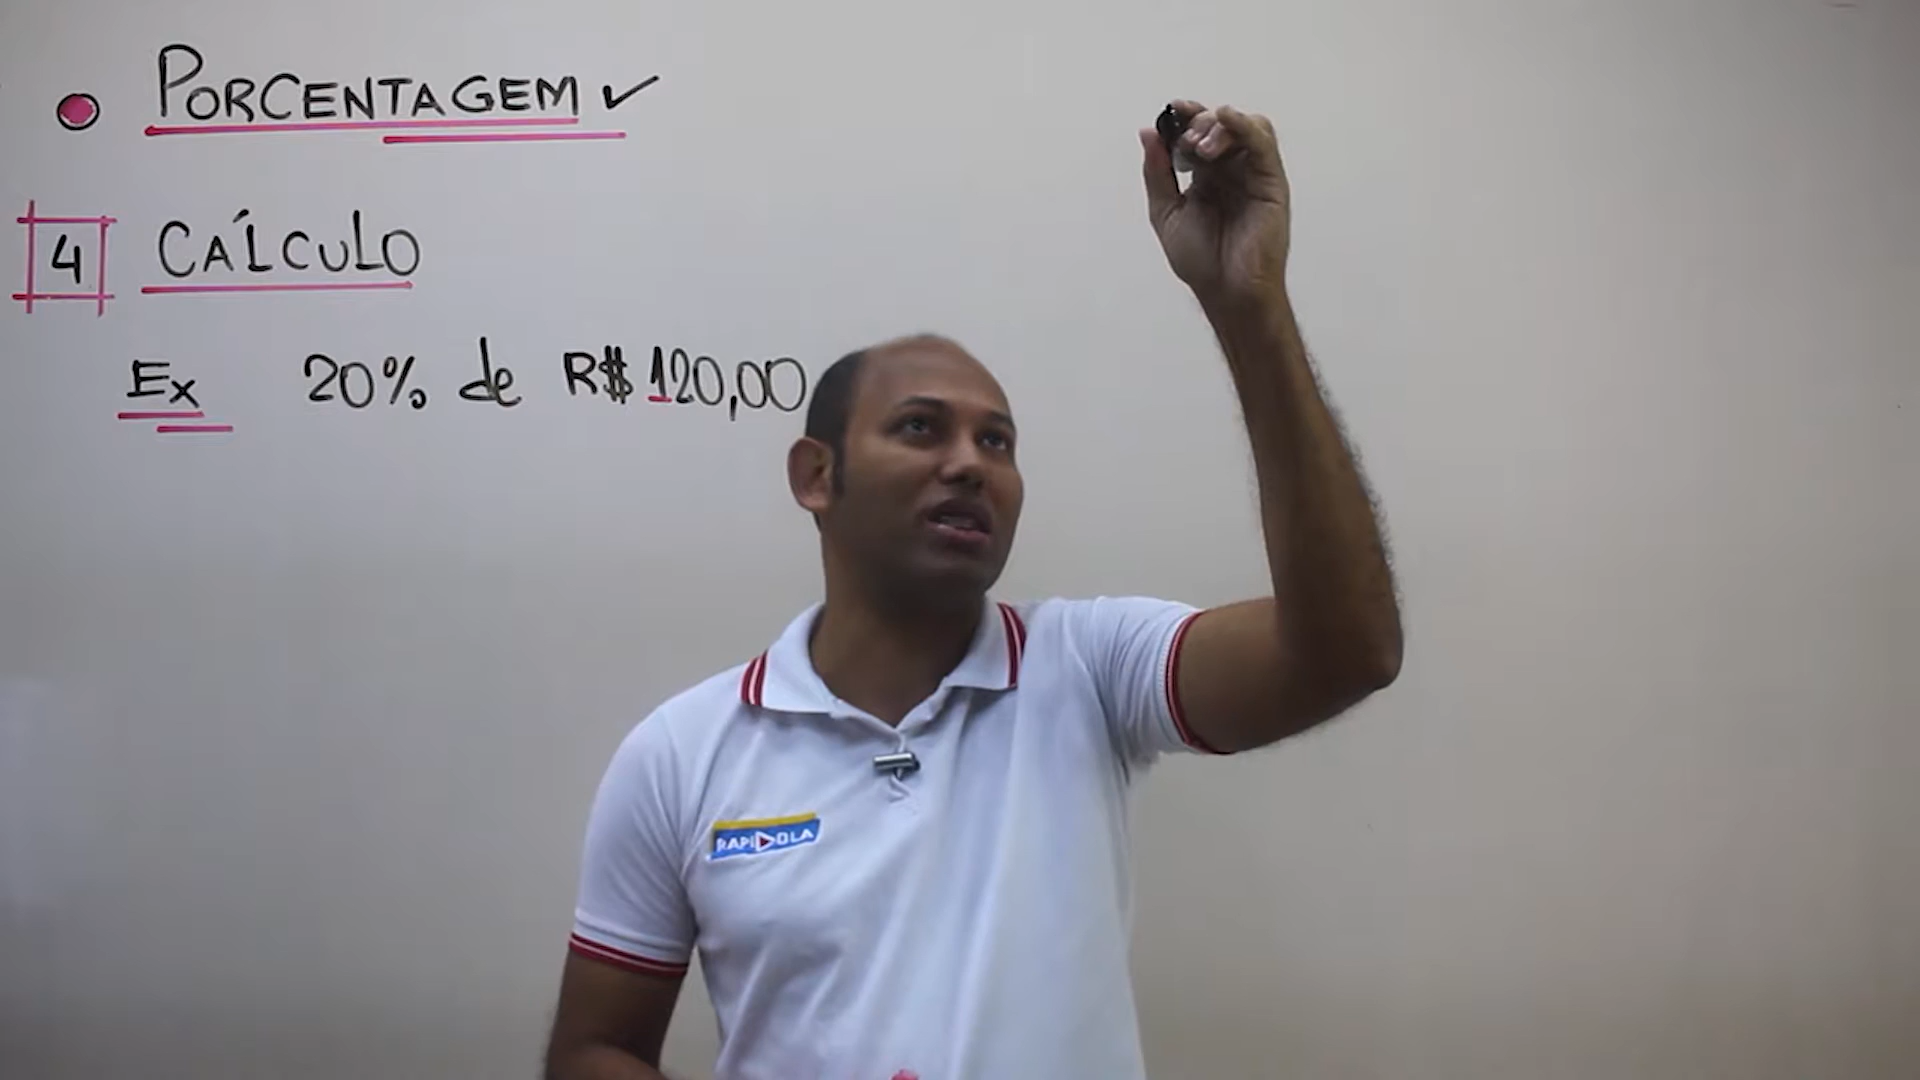 PORCENTAGEM
4 CÁLCULO
Ex 20% de R$ 120,00
RAPIDOLA